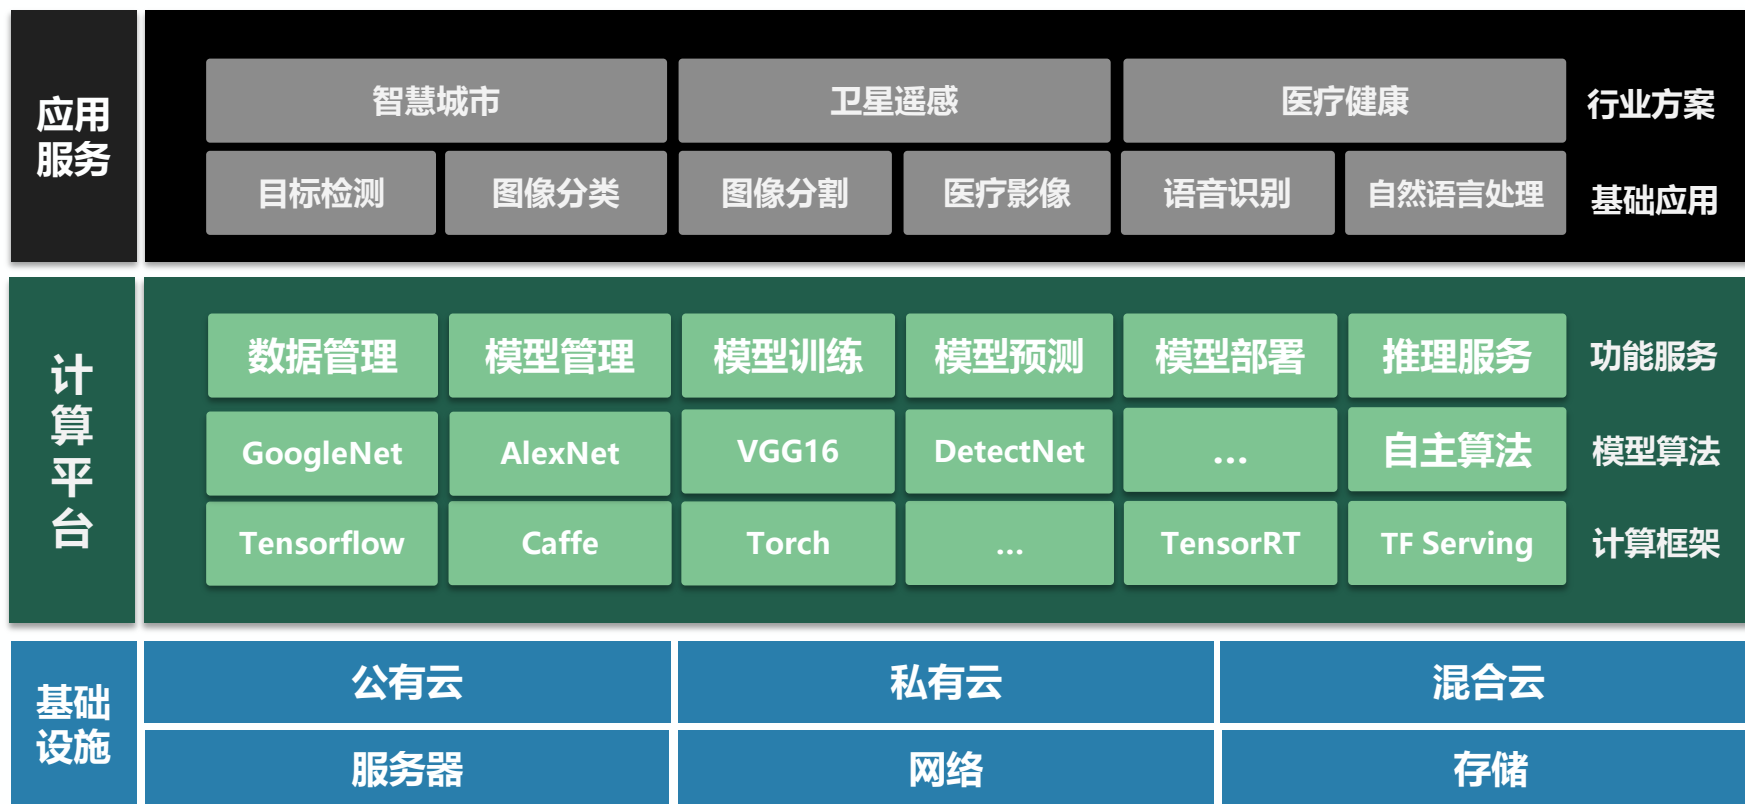 应用
服务
智慧城市 卫星遥感 医疗健康 行业方案
目标检测 图像分类 图像分割 医疗影像 语音识别 自然语言处理 基础应用
计
算
平
台
数据管理 模型管理 模型训练 模型预测 模型部署 推理服务 功能服务
GoogleNet AlexNet VGG16 DetectNet ... 自主算法 模型算法
Tensorflow Caffe Torch ... TensorRT TF Serving 计算框架
基础
设施
公有云 私有云 混合云
服务器 网络 存储